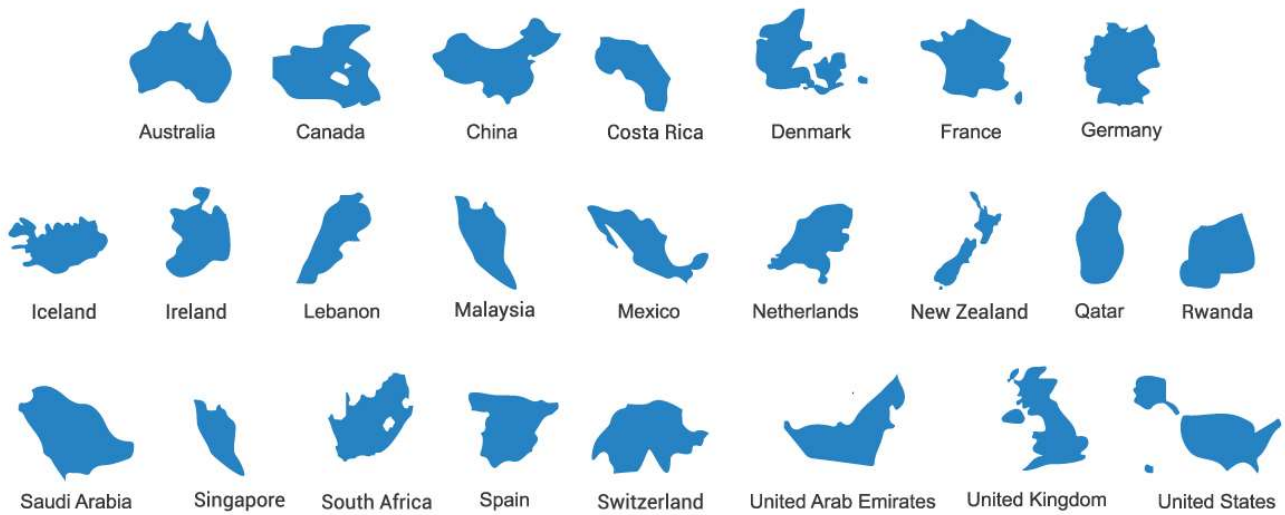 Australia Canada China Costa Rica Denmark France Germany
Iceland Ireland Lebanon Malaysia Mexico Netherlands New Zealand Qatar Rwanda
Saudi Arabia Singapore South Africa Spain Switzerland United Arab Emirates United Kingdom United States